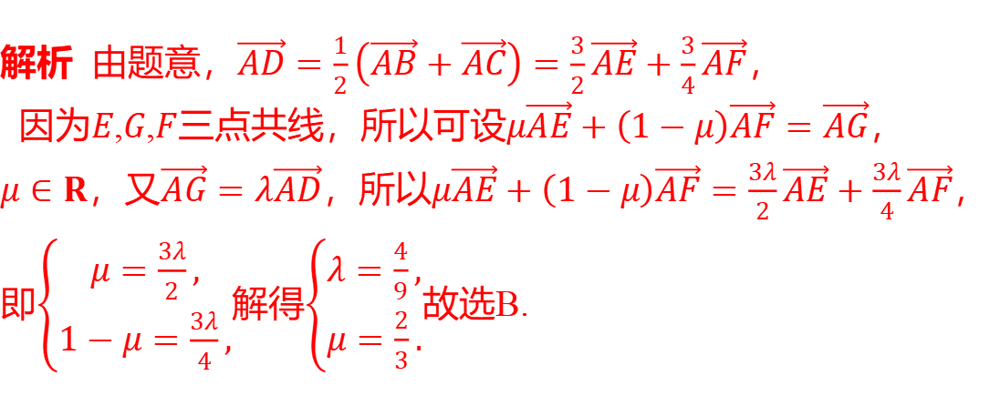 解析 由题意，$\overrightarrow{AD}=\frac{1}{2}(\overrightarrow{AB}+\overrightarrow{AC})=\frac{3}{2}\overrightarrow{AE}+\frac{3}{4}\overrightarrow{AF}$，
因为$E$,$G$,$F$三点共线，所以可设$\mu\overrightarrow{AE}+(1-\mu)\overrightarrow{AF}=\overrightarrow{AG}$，
$\mu\in\mathbf{R}$，又$\overrightarrow{AG}=\lambda\overrightarrow{AD}$，所以$\mu\overrightarrow{AE}+(1-\mu)\overrightarrow{AF}=\frac{3\lambda}{2}\overrightarrow{AE}+\frac{3\lambda}{4}\overrightarrow{AF}$，
即$\begin{cases}\mu=\frac{3\lambda}{2},\\1-\mu=\frac{3\lambda}{4},\end{cases}$解得$\begin{cases}\lambda=\frac{4}{9},\\\mu=\frac{2}{3}.\end{cases}$故选B.